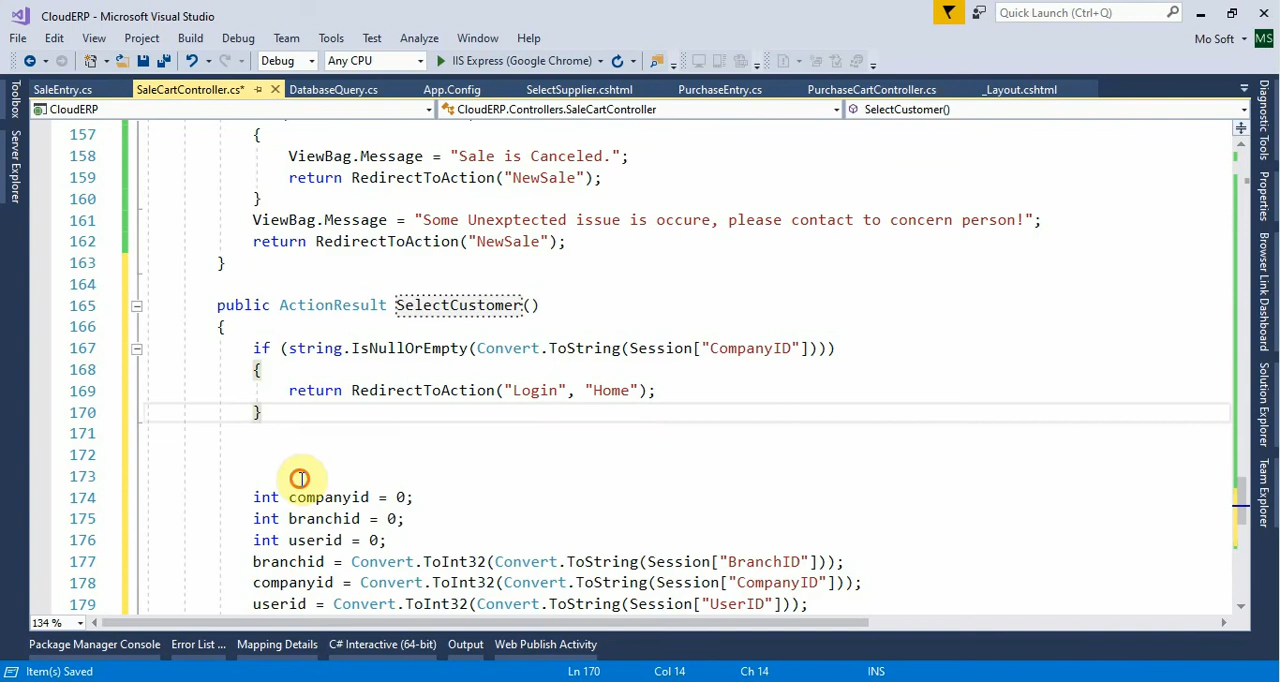 CloudERP - Microsoft Visual Studio
Quick Launch (Ctrl+Q)
File Edit View Project Build Debug Team Tools Test Analyze Window Help
Mo Soft MS
Debug Any CPU IIS Express (Google Chrome)
SaleEntry.cs SaleCartController.cs* DatabaseQuery.cs App.Config SelectSupplier.cshtml PurchaseEntry.cs PurchaseCartController.cs _Layout.cshtml
CloudERP CloudERP.Controllers.SaleCartController SelectCustomer()
Toolbox
Server Explorer
157 {
158 ViewBag.Message = "Sale is Canceled.";
159 return RedirectToAction("NewSale");
160 }
161 ViewBag.Message = "Some Unexptected issue is occure, please contact to concern person!";
162 return RedirectToAction("NewSale");
163 }
164
165 public ActionResult SelectCustomer()
166 {
167 if (string.IsNullOrEmpty(Convert.ToString(Session["CompanyID"])))
168 {
169 return RedirectToAction("Login", "Home");
170 }
171
172
173
174 int companyid = 0;
175 int branchid = 0;
176 int userid = 0;
177 branchid = Convert.ToInt32(Convert.ToString(Session["BranchID"]));
178 companyid = Convert.ToInt32(Convert.ToString(Session["CompanyID"]));
179 userid = Convert.ToInt32(Convert.ToString(Session["UserID"]));
Diagnostic Tools
Properties
Browser Link Dashboard
Solution Explorer
Team Explorer
134 %
Package Manager Console Error List ... Mapping Details C# Interactive (64-bit) Output Web Publish Activity
Item(s) Saved Ln 170 Col 14 Ch 14 INS